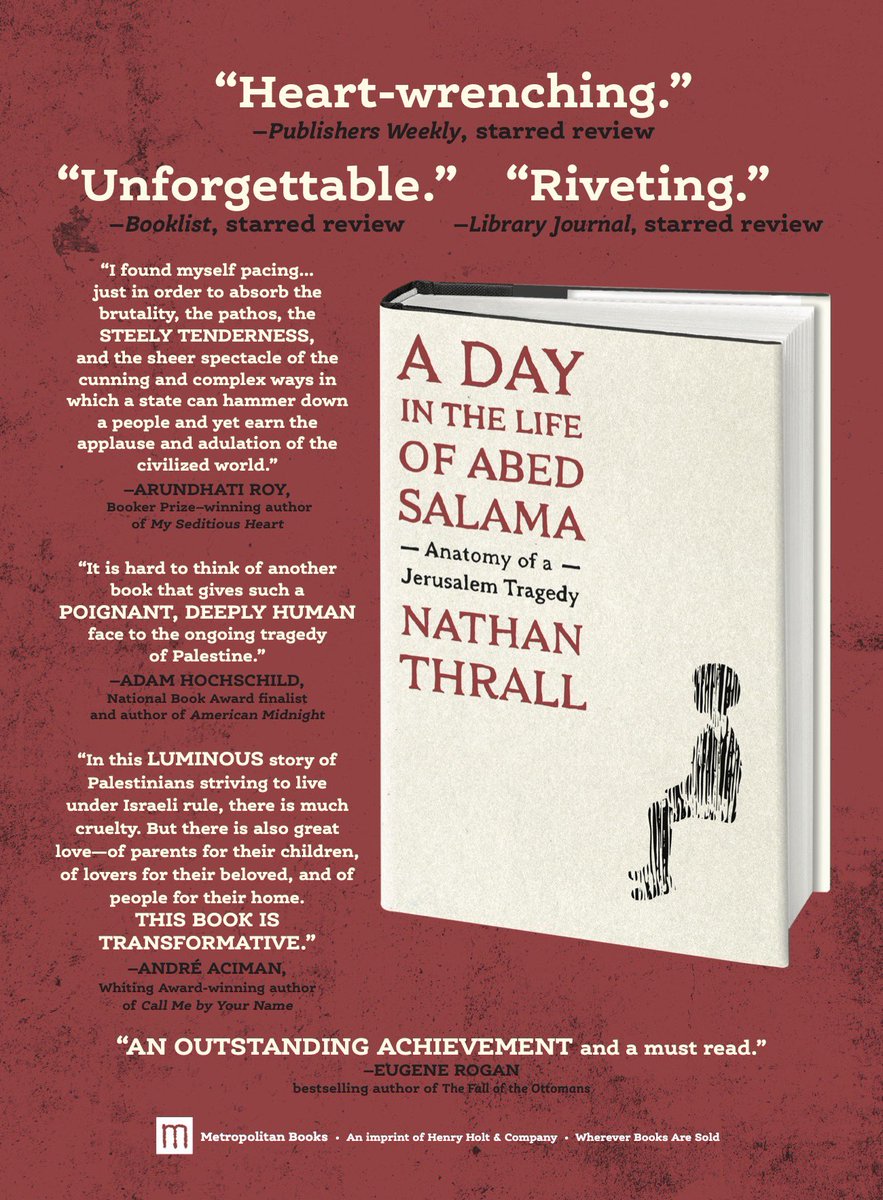 “Heart-wrenching.”
–Publishers Weekly, starred review
“Unforgettable.”
–Booklist, starred review
“Riveting.”
–Library Journal, starred review
“I found myself pacing...
just in order to absorb the
brutality, the pathos, the
STEELY TENDERNESS,
and the sheer spectacle of the
cunning and complex ways in
which a state can hammer down
a people and yet earn the
applause and adulation of the
civilized world.”
–ARUNDHATI ROY,
Booker Prize–winning author
of My Seditious Heart
“It is hard to think of another
book that gives such a
POIGNANT, DEEPLY HUMAN
face to the ongoing tragedy
of Palestine.”
–ADAM HOCHSCHILD,
National Book Award finalist
and author of American Midnight
“In this LUMINOUS story of
Palestinians striving to live
under Israeli rule, there is much
cruelty. But there is also great
love—of parents for their children,
of lovers for their beloved, and of
people for their home.
THIS BOOK IS
TRANSFORMATIVE.”
–ANDRÉ ACIMAN,
Whiting Award-winning author
of Call Me by Your Name
A DAY
IN THE LIFE
OF ABED
SALAMA
— Anatomy of a —
Jerusalem Tragedy
NATHAN
THRALL
“AN OUTSTANDING ACHIEVEMENT and a must read.”
–EUGENE ROGAN
bestselling author of The Fall of the Ottomans
m Metropolitan Books • An imprint of Henry Holt & Company • Wherever Books Are Sold